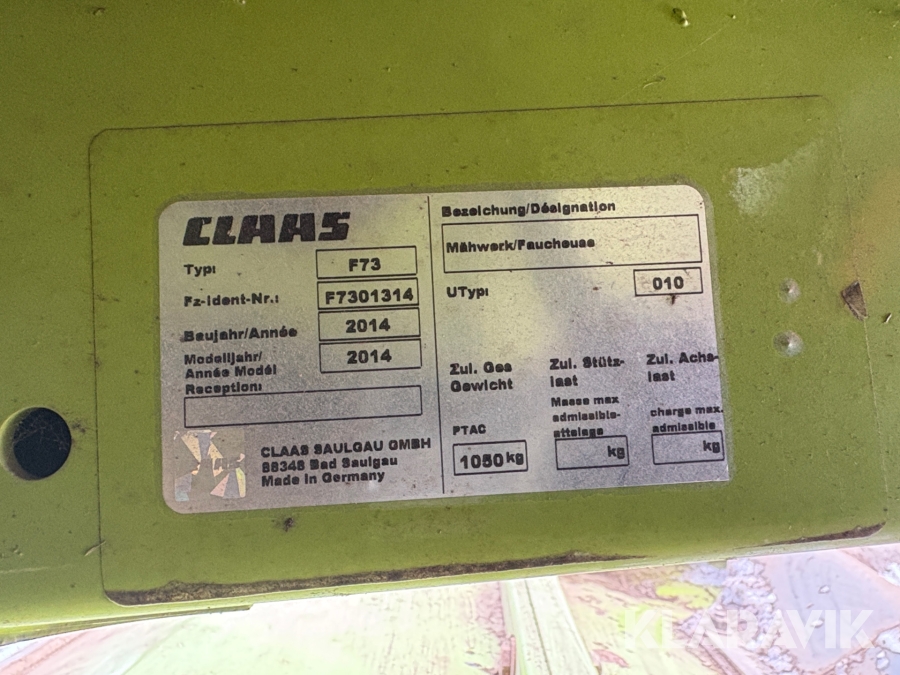 CLAAS
Typ: F73
Fz-Ident-Nr.: F7301314
Baujahr/Année 2014
Modelljahr/
Année Modél 2014
Reception:
CLAAS SAULGAU GMBH
88348 Bad Saulgau
Made in Germany
Bezeichung/Désignation
Mähwerk/Faucheuse
UTyp: 010
Zul. Ges
Gewicht
PTAC
1050 kg
Zul. Stütz-
last
Masse max
admissible-
attelage
kg
Zul. Achs-
last
charge max.
admissible
kg
KLARAVIK